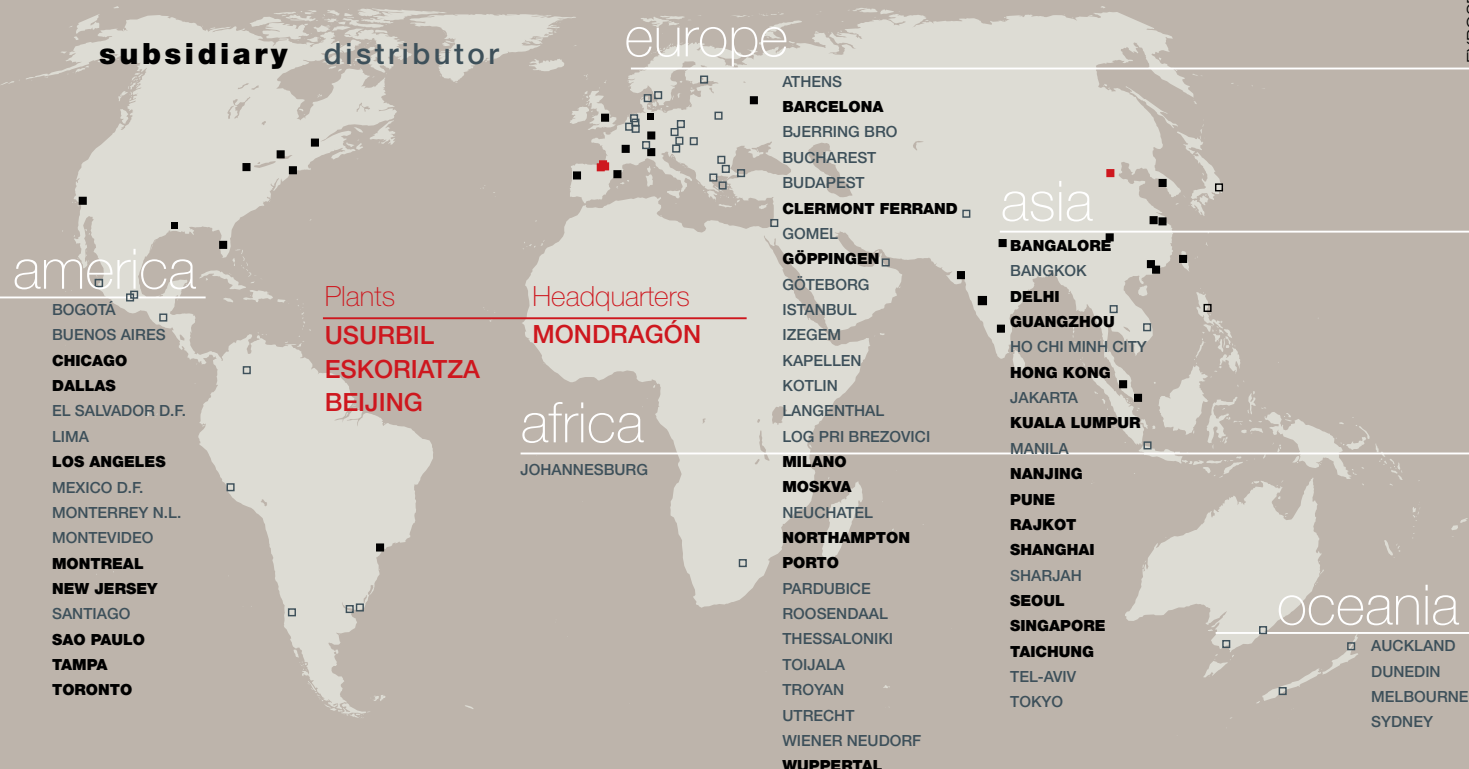 subsidiary distributor
europe
ATHENS
BARCELONA
BJERRING BRO
BUCHAREST
BUDAPEST
CLERMONT FERRAND
GOMEL
GÖPPINGEN
GÖTEBORG
ISTANBUL
IZEGEM
KAPELLEN
KOTLIN
LANGENTHAL
LOG PRI BREZOVICI
MILANO
MOSKVA
NEUCHATEL
NORTHAMPTON
PORTO
PARDUBICE
ROOSENDAAL
THESSALONIKI
TOIJALA
TROYAN
UTRECHT
WIENER NEUDORF
WUPPERTAL
asia
BANGALORE
BANGKOK
DELHI
GUANGZHOU
HO CHI MINH CITY
HONG KONG
JAKARTA
KUALA LUMPUR
MANILA
NANJING
PUNE
RAJKOT
SHANGHAI
SHARJAH
SEOUL
SINGAPORE
TAICHUNG
TEL-AVIV
TOKYO
america
BOGOTÁ
BUENOS AIRES
CHICAGO
DALLAS
EL SALVADOR D.F.
LIMA
LOS ANGELES
MEXICO D.F.
MONTERREY N.L.
MONTEVIDEO
MONTREAL
NEW JERSEY
SANTIAGO
SAO PAULO
TAMPA
TORONTO
Plants
USURBIL
ESKORIATZA
BEIJING
Headquarters
MONDRAGÓN
africa
JOHANNESBURG
oceania
AUCKLAND
DUNEDIN
MELBOURNE
SYDNEY